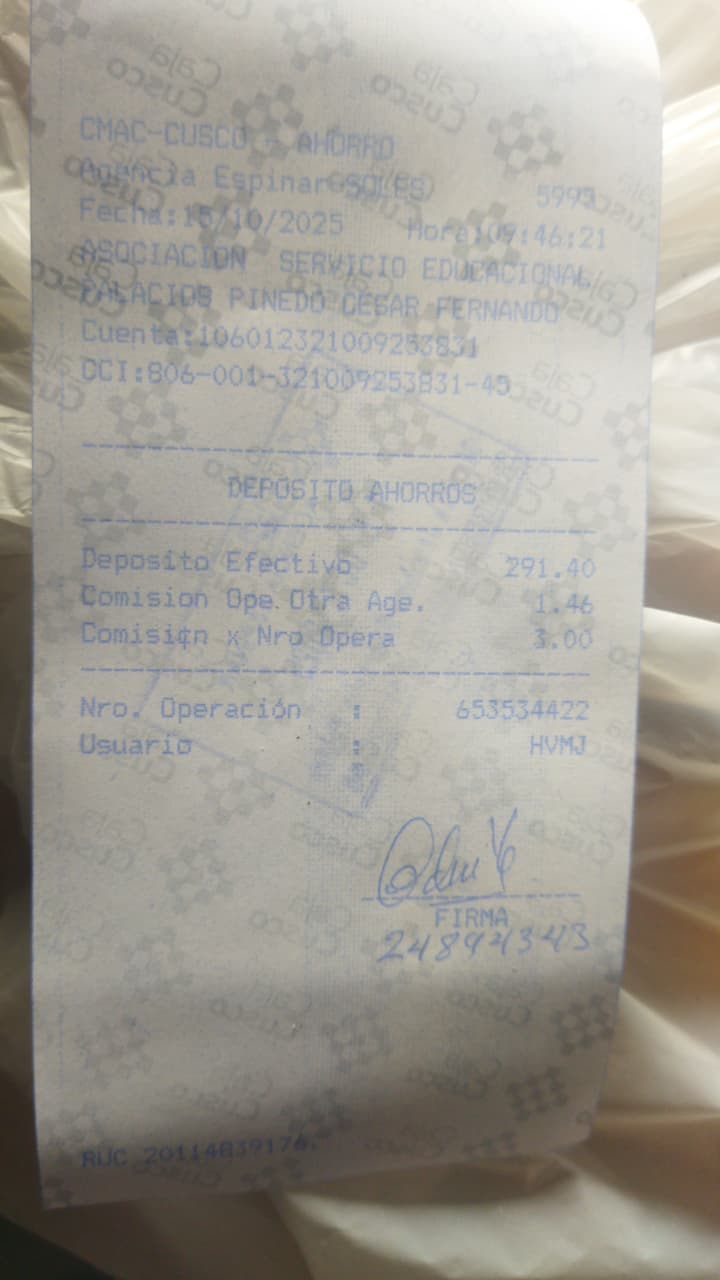 CMAC-CUSCO - AHORRO
Agencia Espinar-SOLES 5993
Fecha:15/10/2025 Hora:09:46:21
ASOCIACION SERVICIO EDUCACIONAL
PALACIOS PINEDO CESAR FERNANDO
Cuenta:106012321009253831
CCI:806-001-321009253831-45
DEPOSITO AHORROS
Deposito Efectivo 291.40
Comision Ope. Otra Age. 1.46
Comisión x Nro Opera 3.00
Nro. Operación : 653534422
Usuario : HVMJ
FIRMA
24894343
RUC 20114839176.